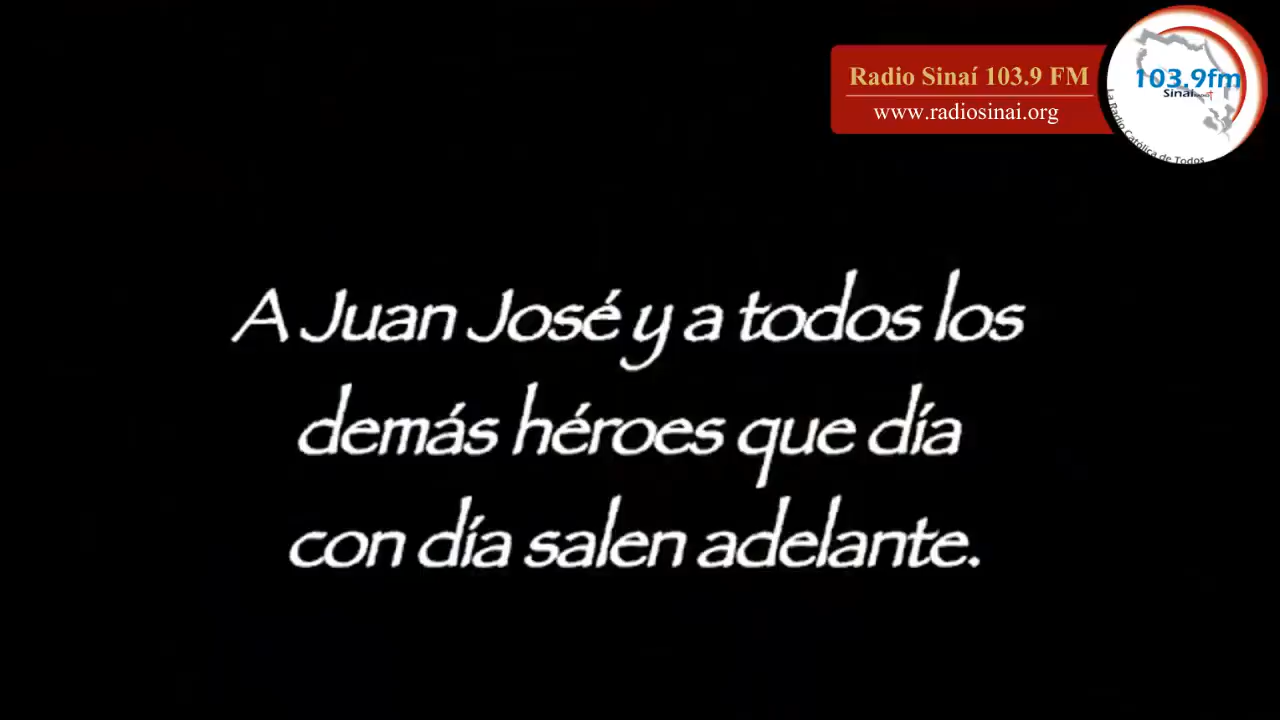 Radio Sinaí 103.9 FM
www.radiosinai.org
103.9fm
Sinai
La Radio Católica de Todos
A Juan José y a todos los
demás héroes que día
con día salen adelante.